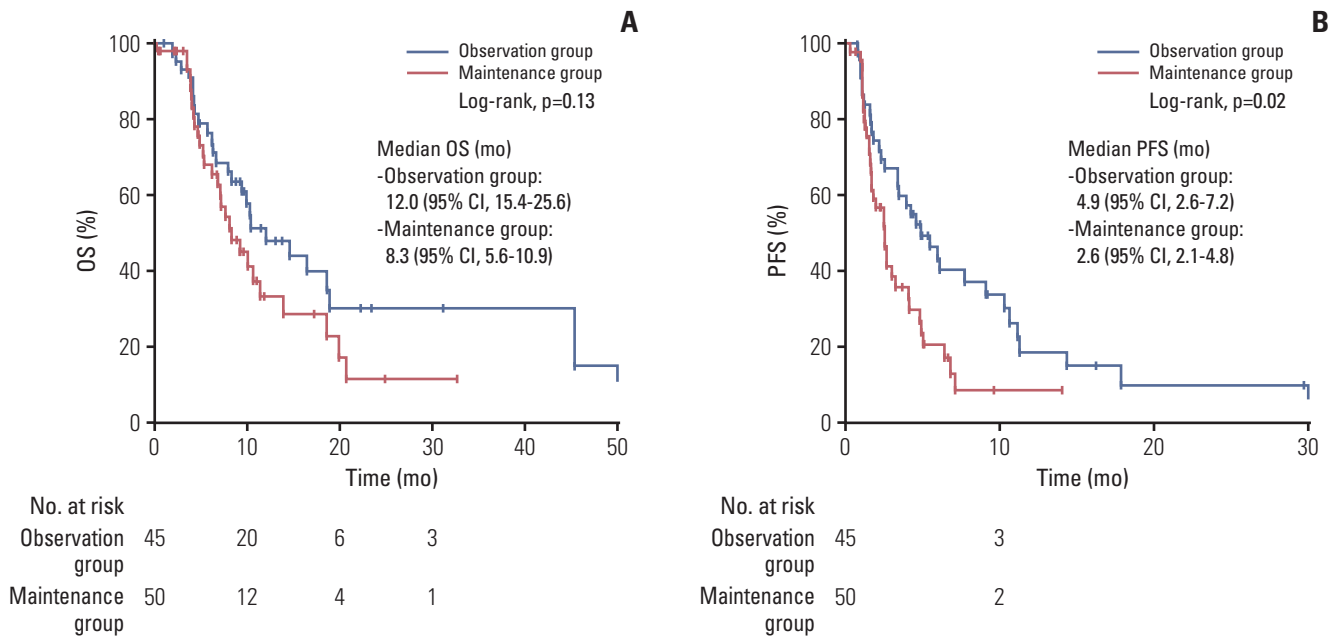 A
100
80
60
40
20
0
OS (%)
Observation group
Maintenance group
Log-rank, p=0.13
Median OS (mo)
-Observation group:
12.0 (95% CI, 15.4-25.6)
-Maintenance group:
8.3 (95% CI, 5.6-10.9)
0 10 20 30 40 50
Time (mo)
No. at risk
Observation 45 20 6 3
group
Maintenance 50 12 4 1
group
B
100
80
60
40
20
0
PFS (%)
Observation group
Maintenance group
Log-rank, p=0.02
Median PFS (mo)
-Observation group:
4.9 (95% CI, 2.6-7.2)
-Maintenance group:
2.6 (95% CI, 2.1-4.8)
0 10 20 30
Time (mo)
No. at risk
Observation 45 3
group
Maintenance 50 2
group